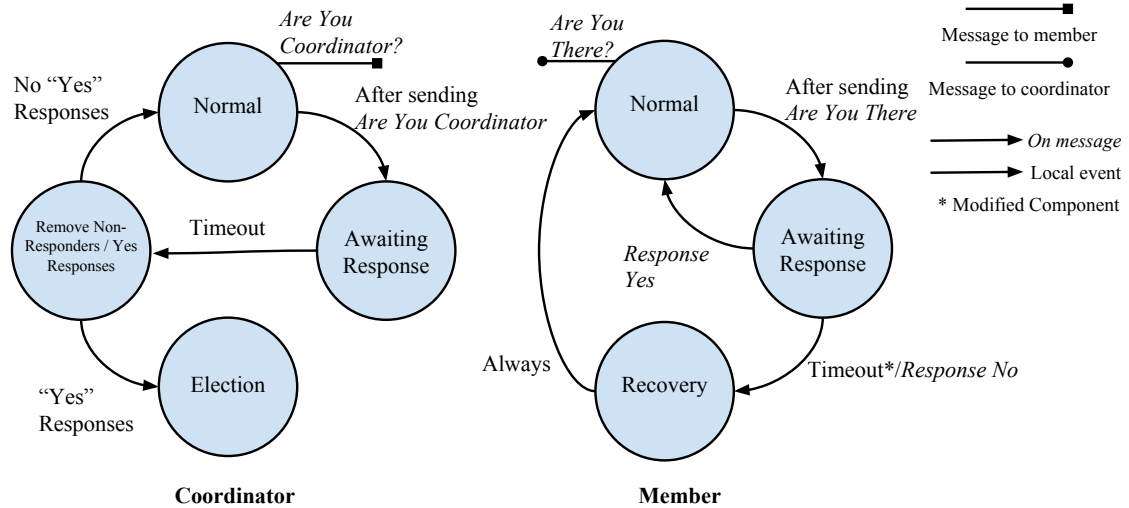 Are You
Coordinator?
No “Yes”
Responses
Normal
After sending
Are You Coordinator
Remove Non-
Responders / Yes
Responses
Timeout
Awaiting
Response
“Yes”
Responses
Election
Coordinator
Are You
There?
Normal
After sending
Are You There
Response
Yes
Awaiting
Response
Always
Recovery
Timeout*/Response No
Member
Message to member
Message to coordinator
On message
Local event
* Modified Component